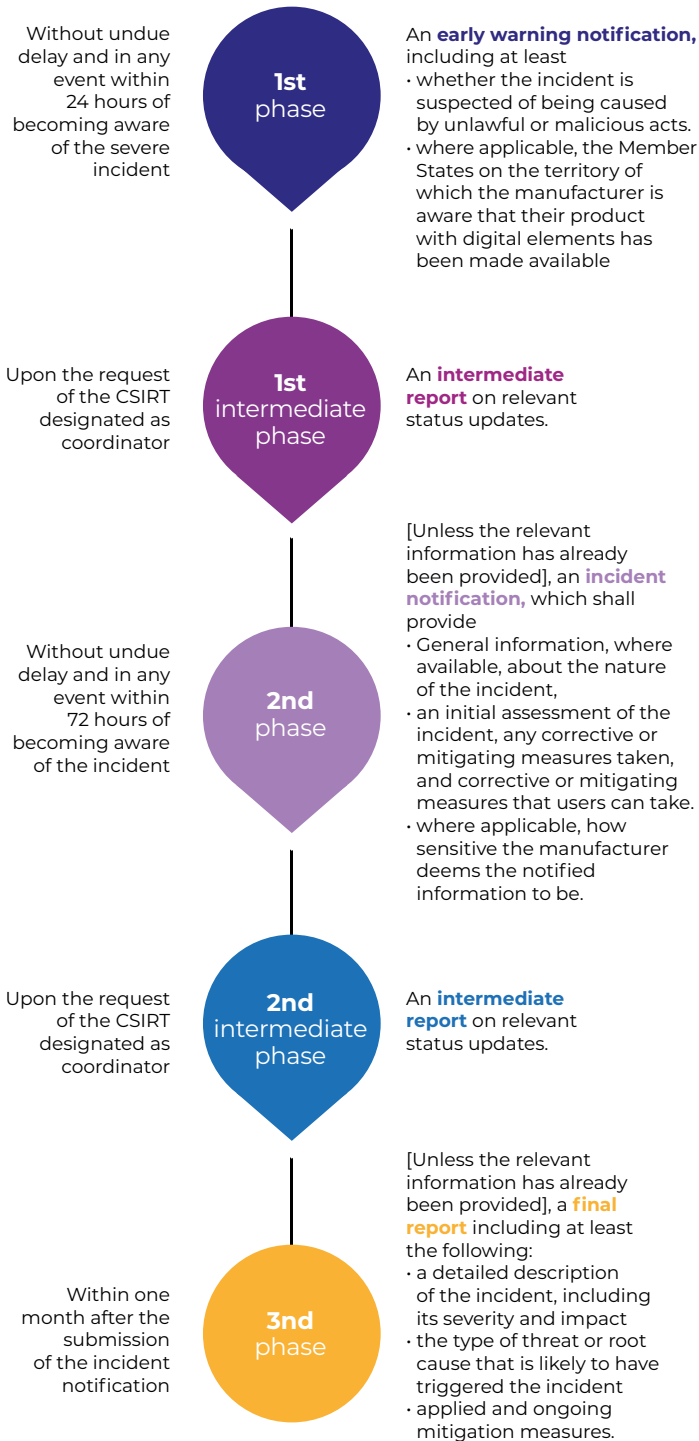 Without undue
delay and in any
event within
24 hours of
becoming aware
of the severe
incident
1st
phase
An early warning notification,
including at least
· whether the incident is
suspected of being caused
by unlawful or malicious acts.
· where applicable, the Member
States on the territory of
which the manufacturer is
aware that their product
with digital elements has
been made available
Upon the request
of the CSIRT
designated as
coordinator
1st
intermediate
phase
An intermediate
report on relevant
status updates.
Without undue
delay and in any
event within
72 hours of
becoming aware
of the incident
2nd
phase
[Unless the relevant
information has already
been provided], an incident
notification, which shall
provide
· General information, where
available, about the nature
of the incident,
· an initial assessment of the
incident, any corrective or
mitigating measures taken,
and corrective or mitigating
measures that users can take.
· where applicable, how
sensitive the manufacturer
deems the notified
information to be.
Upon the request
of the CSIRT
designated as
coordinator
2nd
intermediate
phase
An intermediate
report on relevant
status updates.
Within one
month after the
submission
of the incident
notification
3nd
phase
[Unless the relevant
information has already
been provided], a final
report including at least
the following:
· a detailed description
of the incident, including
its severity and impact
· the type of threat or root
cause that is likely to have
triggered the incident
· applied and ongoing
mitigation measures.